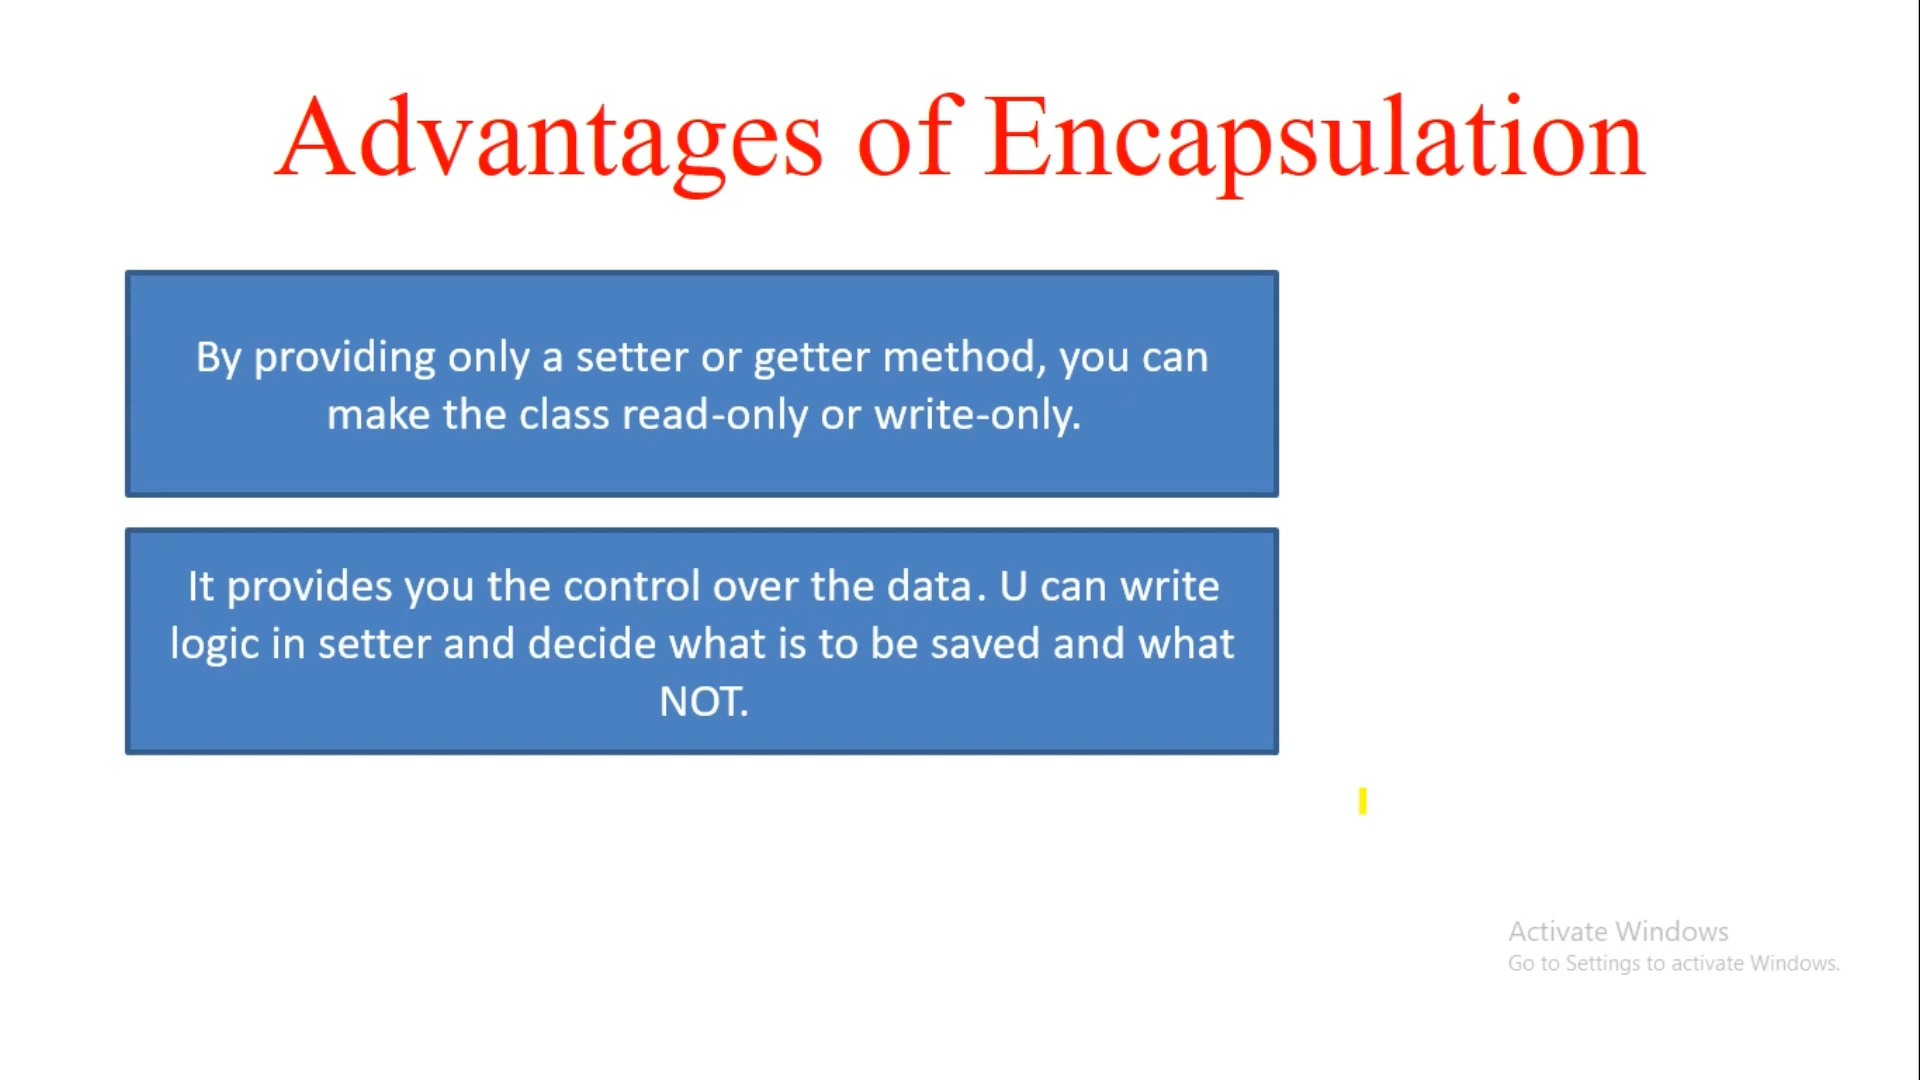 Advantages of Encapsulation
By providing only a setter or getter method, you can
make the class read-only or write-only.
It provides you the control over the data. U can write
logic in setter and decide what is to be saved and what
NOT.
Activate Windows
Go to Settings to activate Windows.